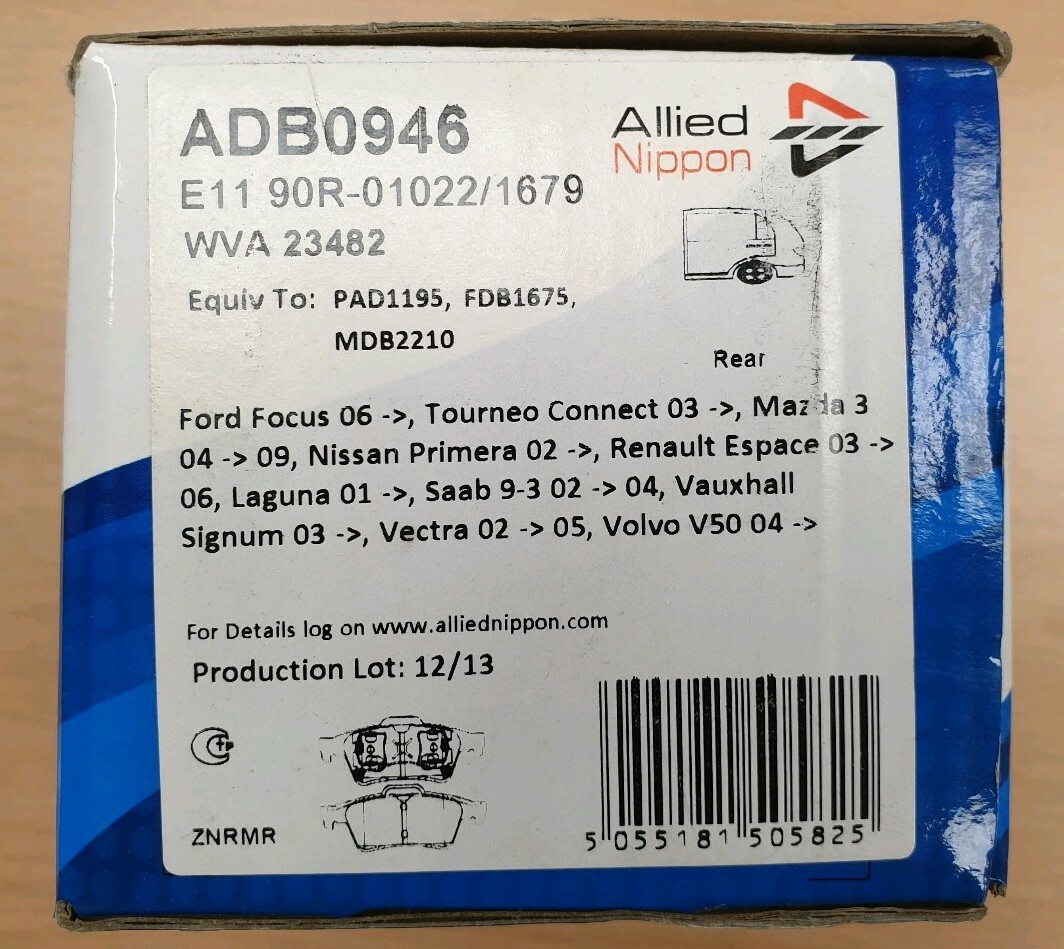 ADB0946
Allied
Nippon
E11 90R-01022/1679
WVA 23482
Equiv To: PAD1195, FDB1675,
MDB2210
Rear
Ford Focus 06 ->, Tourneo Connect 03 ->, Mazda 3
04 -> 09, Nissan Primera 02 ->, Renault Espace 03 ->
06, Laguna 01 ->, Saab 9-3 02 -> 04, Vauxhall
Signum 03 ->, Vectra 02 -> 05, Volvo V50 04 ->
For Details log on www.alliednippon.com
Production Lot: 12/13
ZNRMR
5 055181 505825